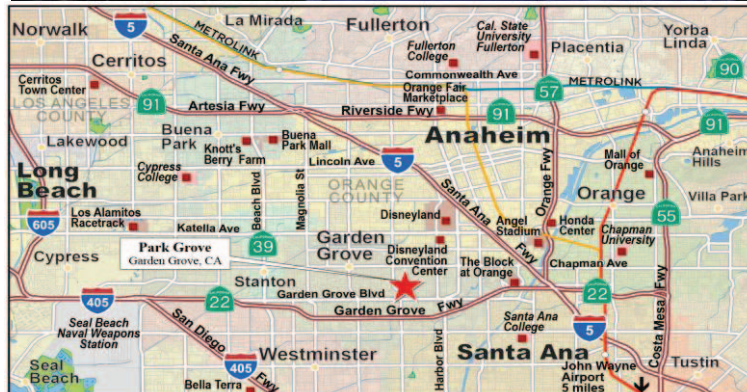 La Mirada
Fullerton
Cal. State
University
Fullerton
Yorba
Linda
Norwalk
5
METROLINK
Santa Ana Fwy
Fullerton
College
Placentia
90
Cerritos
Commonwealth Ave
METROLINK
Cerritos
Town Center
Orange Fair
Marketplace
57
LOS ANGELES
COUNTY
91
Artesia Fwy
Riverside Fwy
91
91
Lakewood
Buena
Park
Knott's
Berry Farm
Buena
Park Mall
Anaheim
Anaheim
Hills
Lincoln Ave
5
Orange Fwy
Mall of
Orange
Long
Beach
Cypress
College
Beach Blvd
Magnolia St
ORANGE
COUNTY
Santa Ana
Fwy
Orange
Villa Park
605
Los Alamitos
Racetrack
Katella Ave
Disneyland
Angel
Stadium
Honda
Center
Chapman
University
55
Park Grove
Garden Grove, CA
39
Garden
Grove
Disneyland
Convention
Center
The Block
at Orange
Chapman Ave
Cypress
Stanton
405
22
Garden Grove Blvd
Garden Grove
Fwy
22
Costa Mesa Fwy
Seal Beach
Naval Weapons
Station
San Diego
Fwy
405
Harbor Blvd
Santa Ana
College
5
Westminster
Santa Ana
Seal
Beach
Bella Terra
John Wayne
Airport
5 miles
Tustin